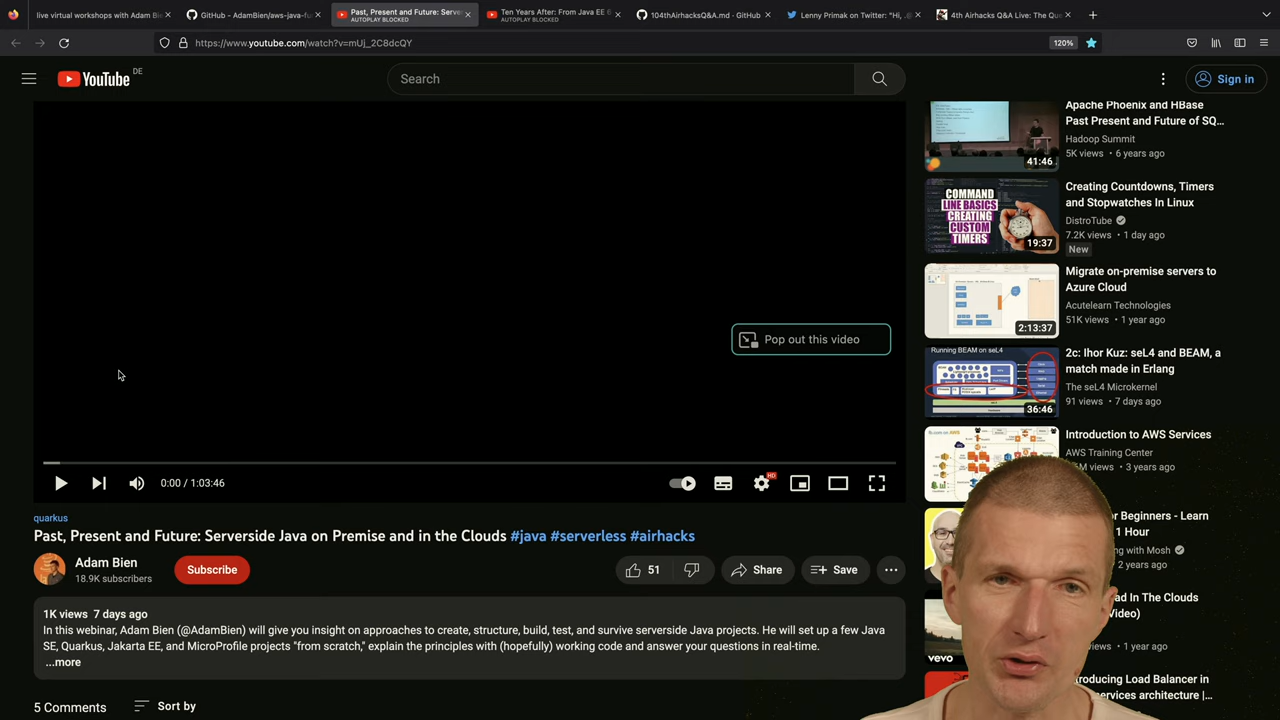 live virtual workshops with Adam Bie
GitHub - AdamBien/aws-java-fu
Past, Present and Future: Serve
AUTOPLAY BLOCKED
Ten Years After: From Java EE 6
AUTOPLAY BLOCKED
104thAirhacksQ&A.md - GitHub
Lenny Primak on Twitter: "Hi, .@
4th Airhacks Q&A Live: The Que
https://www.youtube.com/watch?v=mUj_2C8dcQY
120%
YouTube DE
Search
Sign in
Pop out this video
0:00 / 1:03:46
HD
quarkus
Past, Present and Future: Serverside Java on Premise and in the Clouds #java #serverless #airhacks
Adam Bien
18.9K subscribers
Subscribe
51
Share
Save
1K views 7 days ago
In this webinar, Adam Bien (@AdamBien) will give you insight on approaches to create, structure, build, test, and survive serverside Java projects. He will set up a few Java
SE, Quarkus, Jakarta EE, and MicroProfile projects "from scratch," explain the principles with (hopefully) working code and answer your questions in real-time.
...more
5 Comments
Sort by
Apache Phoenix and HBase
Past Present and Future of SQ...
Hadoop Summit
5K views • 6 years ago
41:46
COMMAND
LINE BASICS
CREATING
CUSTOM
TIMERS
19:37
Creating Countdowns, Timers
and Stopwatches In Linux
DistroTube
7.2K views • 1 day ago
New
2:13:37
Migrate on-premise servers to
Azure Cloud
Acutelearn Technologies
51K views • 1 year ago
Running BEAM on seL4
36:46
2c: Ihor Kuz: seL4 and BEAM, a
match made in Erlang
The seL4 Microkernel
91 views • 7 days ago
Introduction to AWS Services
AWS Training Center
M views • 3 years ago
or Beginners - Learn
1 Hour
ng with Mosh
2 years ago
ad In The Clouds
Video)
vevo
1 year ago
roducing Load Balancer in
services architecture |...